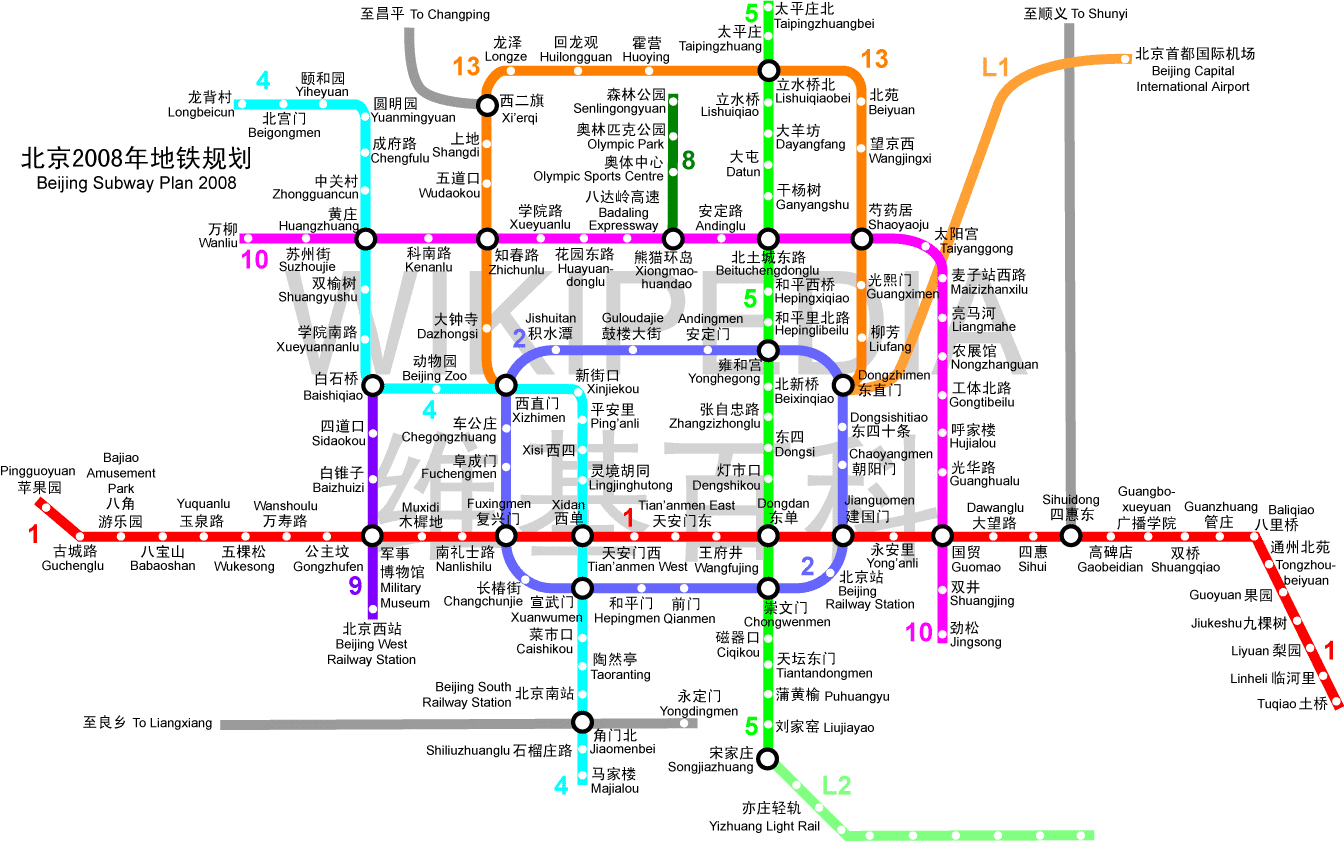 至昌平 To Changping
5
太平庄北
Taipingzhuangbei
至顺义 To Shunyi
太平庄
Taipingzhuang
13
龙泽
Longze
回龙观
Huilongguan
霍营
Huoying
13
L1
北京首都国际机场
Beijing Capital
International Airport
4
颐和园
Yiheyuan
龙背村
Longbeicun
北宫门
Beigongmen
圆明园
Yuanmingyuan
西二旗
Xi'erqi
森林公园
Senlingongyuan
立水桥北
Lishuiqiaobei
立水桥
Lishuiqiao
北苑
Beiyuan
北京2008年地铁规划
Beijing Subway Plan 2008
成府路
Chengfulu
上地
Shangdi
奥林匹克公园
Olympic Park
8
大羊坊
Dayangfang
望京西
Wangjingxi
中关村
Zhongguancun
五道口
Wudaokou
奥体中心
Olympic Sports Centre
大屯
Datun
黄庄
Huangzhuang
八达岭高速
Badaling
Expressway
干杨树
Ganyangshu
万柳
Wanliu
学院路
Xueyuanlu
安定路
Andinglu
芍药居
Shaoyaoju
太阳宫
Taiyanggong
10
苏州街
Suzhoujie
科南路
Kenanlu
知春路
Zhichunlu
花园东路
Huayuan-
donglu
熊猫环岛
Xiongmao-
huandao
北土城东路
Beituchengdonglu
WIKIPEDIA
维基百科
双榆树
Shuangyushu
5
和平西桥
Hepingxiqiao
光熙门
Guangximen
麦子站西路
Maizizhanxilu
学院南路
Xueyuannanlu
大钟寺
Dazhongsi
2
Jishuitan
积水潭
Guloudajie
鼓楼大街
Andingmen
安定门
和平里北路
Hepinglibeilu
柳芳
Liufang
亮马河
Liangmahe
农展馆
Nongzhanguan
白石桥
Baishiqiao
动物园
Beijing Zoo
4
新街口
Xinjiekou
雍和宫
Yonghegong
北新桥
Beixinqiao
Dongzhimen
东直门
工体北路
Gongtibeilu
西直门
Xizhimen
平安里
Ping'anli
张自忠路
Zhangzizhonglu
Dongsishitiao
东四十条
四道口
Sidaokou
车公庄
Chegongzhuang
Xisi 西四
东四
Dongsi
Chaoyangmen
朝阳门
呼家楼
Hujialou
白锥子
Baizhuizi
阜成门
Fuchengmen
灵境胡同
Lingjinghutong
灯市口
Dengshikou
光华路
Guanghualu
Pingguoyuan
苹果园
1
古城路
Guchenglu
Bajiao
Amusement
Park
八角
游乐园
八宝山
Babaoshan
Yuquanlu
玉泉路
五棵松
Wukesong
Wanshoulu
万寿路
公主坟
Gongzhufen
军事
博物馆
Military
Museum
Muxidi
木樨地
南礼士路
Nanlishilu
Fuxingmen
复兴门
Xidan
西单
天安门西
Tian'anmen West
1
Tian'anmen East
天安门东
王府井
Wangfujing
Dongdan
东单
Jianguomen
建国门
永安里
Yong'anli
国贸
Guomao
Dawanglu
大望路
四惠
Sihui
Sihuidong
四惠东
高碑店
Gaobeidian
Guangbo-
xueyuan
广播学院
双桥
Shuangqiao
Guanzhuang
管庄
Baliqiao
八里桥
通州北苑
Tongzhou-
beiyuan
Guoyuan 果园
Jiukeshu九棵树
Liyuan 梨园
1
Linheli 临河里
Tuqiao 土桥
9
北京西站
Beijing West
Railway Station
长椿街
Changchunjie
宣武门
Xuanwumen
和平门
Hepingmen
前门
Qianmen
崇文门
Chongwenmen
2
北京站
Beijing
Railway Station
双井
Shuangjing
10
劲松
Jingsong
菜市口
Caishikou
磁器口
Ciqikou
陶然亭
Taoranting
天坛东门
Tiantandongmen
Beijing South
Railway Station
北京南站
蒲黄榆 Puhuangyu
至良乡 To Liangxiang
永定门
Yongdingmen
5
刘家窑 Liujiayao
角门北
Jiaomenbei
Shiliuzhuanglu 石榴庄路
宋家庄
Songjiazhuang
4
马家楼
Majialou
L2
亦庄轻轨
Yizhuang Light Rail